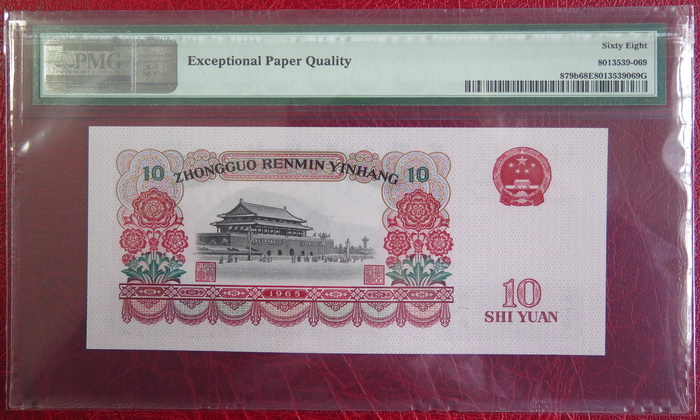 PMG
Exceptional Paper Quality
Sixty Eight
8013539-069
879b68E8013539069G
10
ZHONGGUO RENMIN YINHANG
10
1965
10
SHI YUAN